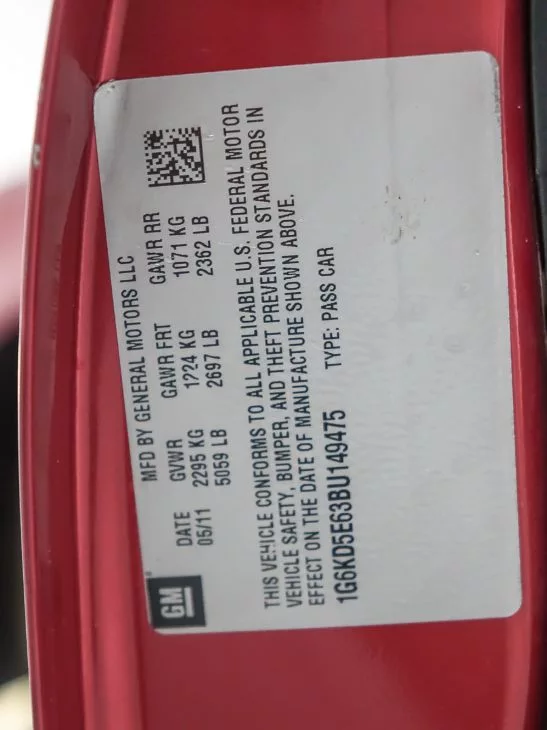 GM
MFD BY GENERAL MOTORS LLC
DATE GVWR GAWR FRT GAWR RR
05/11 2295 KG 1224 KG 1071 KG
5059 LB 2697 LB 2362 LB
THIS VEHICLE CONFORMS TO ALL APPLICABLE U.S. FEDERAL MOTOR
VEHICLE SAFETY, BUMPER, AND THEFT PREVENTION STANDARDS IN
EFFECT ON THE DATE OF MANUFACTURE SHOWN ABOVE.
1G6KD5E63BU149475 TYPE: PASS CAR